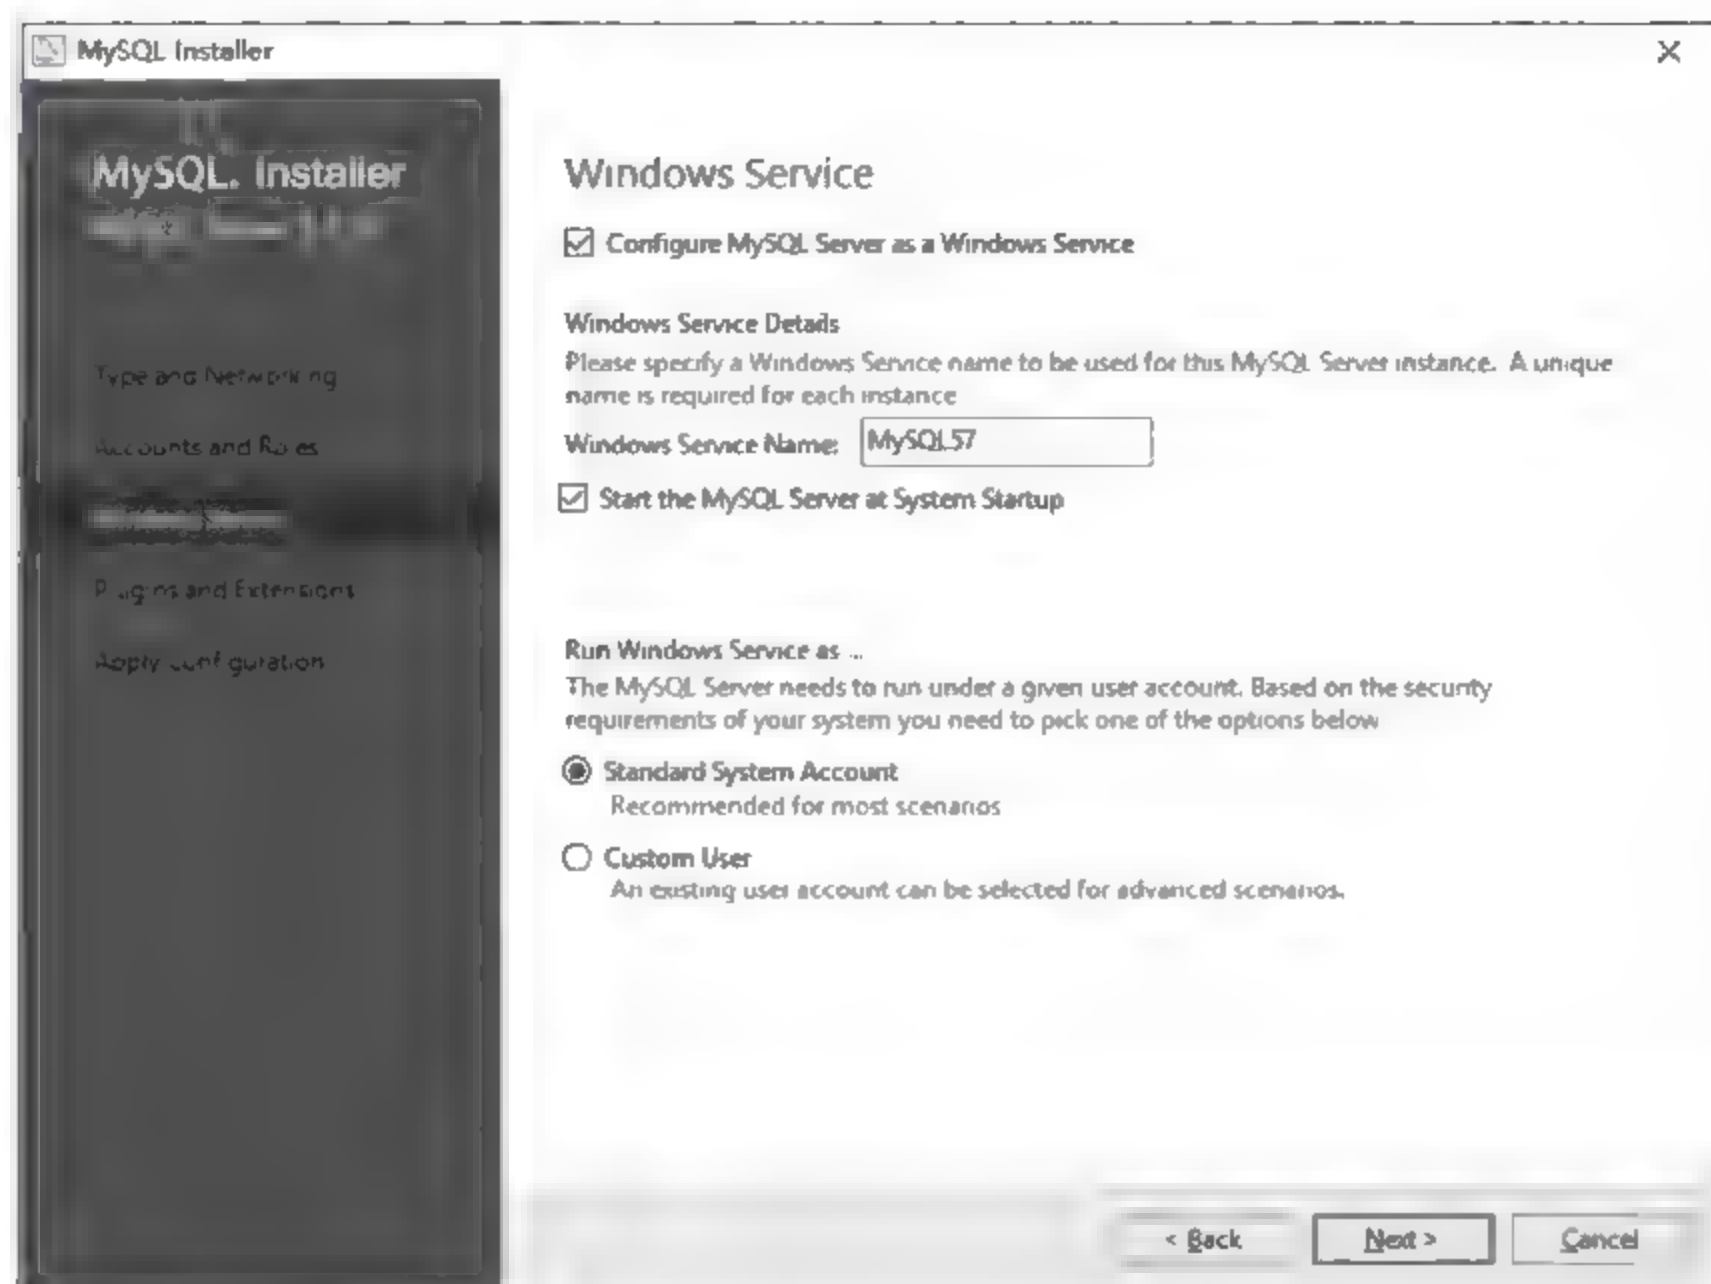 MySQL Installer
MySQL. Installer
Type and Networking
Accounts and Roles
Plugins and Extensions
Apply Configuration
Windows Service
Configure MySQL Server as a Windows Service
Windows Service Details
Please specify a Windows Service name to be used for this MySQL Server instance. A unique
name is required for each instance
Windows Service Name: MySQL57
Start the MySQL Server at System Startup
Run Windows Service as ...
The MySQL Server needs to run under a given user account. Based on the security
requirements of your system you need to pick one of the options below
Standard System Account
Recommended for most scenarios
Custom User
An existing user account can be selected for advanced scenarios.
< Back Next > Cancel